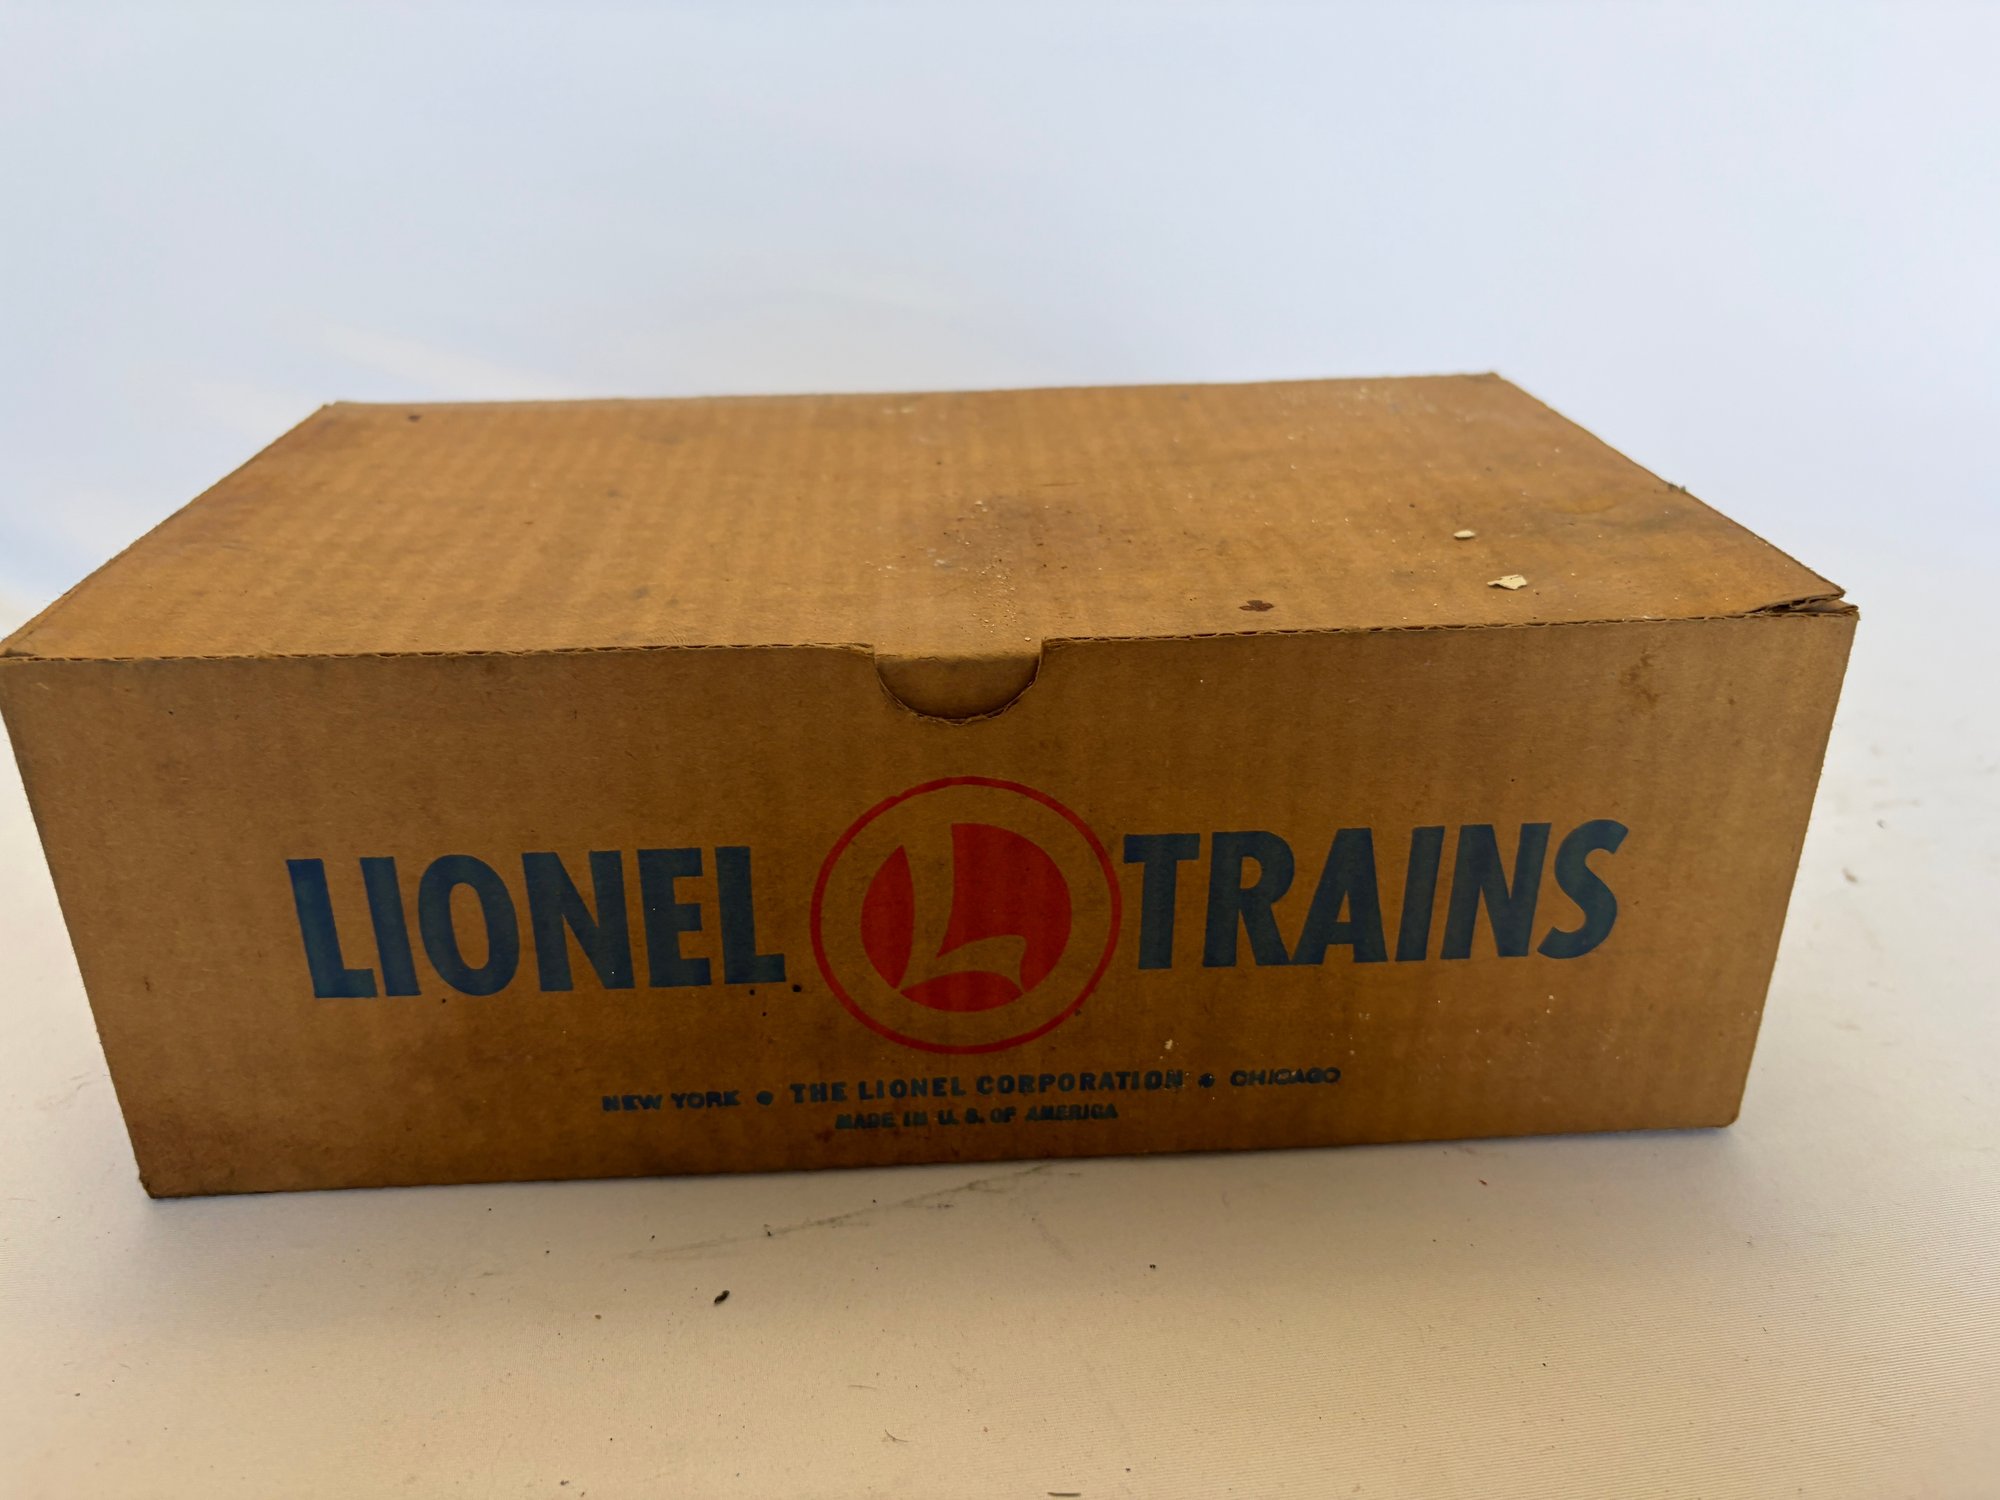 LIONEL L TRAINS
NEW YORK • THE LIONEL CORPORATION • CHICAGO
MADE IN U. S. OF AMERICA